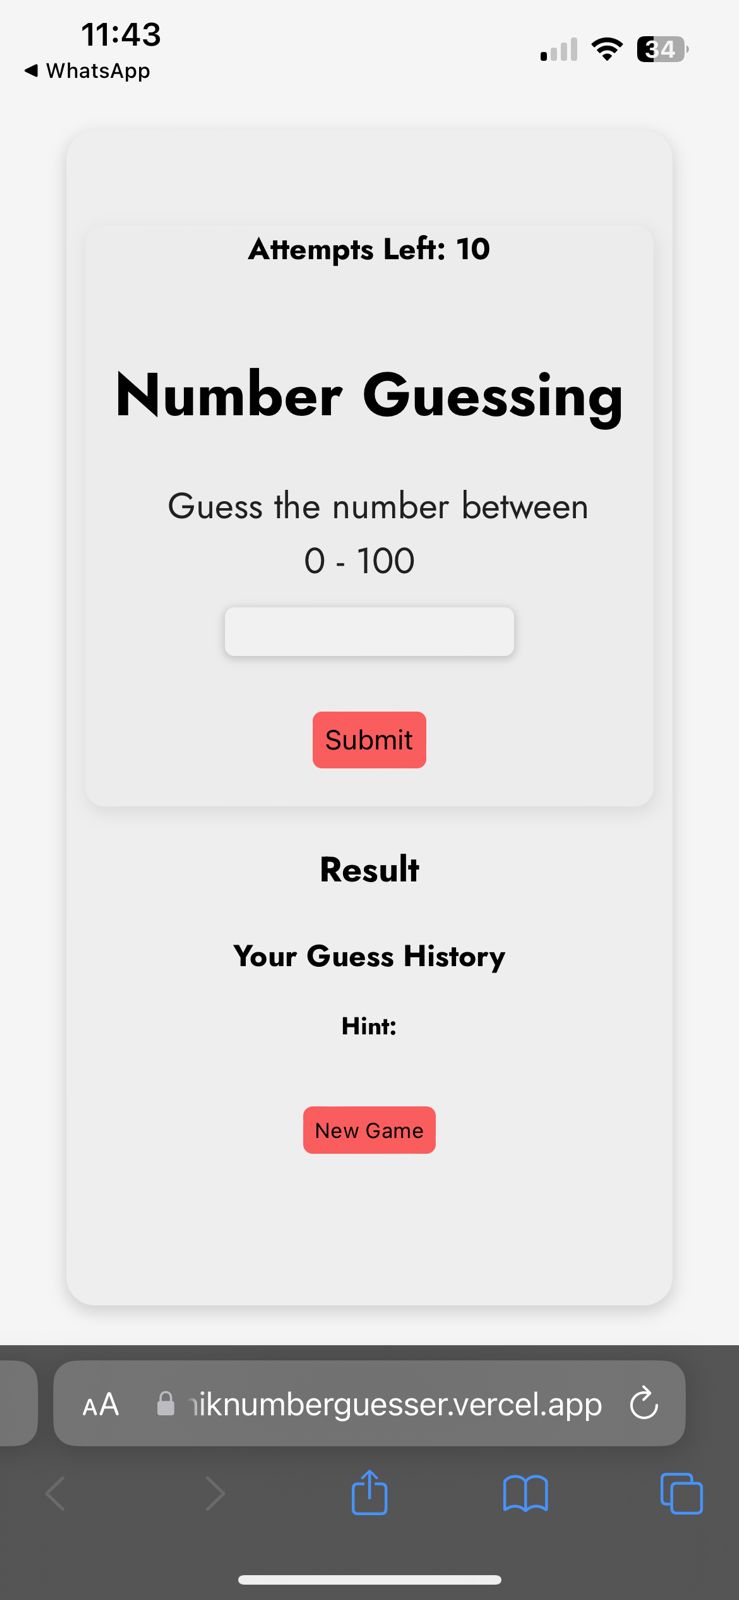 11:43
◀ WhatsApp
34
Attempts Left: 10
Number Guessing
Guess the number between
0 - 100
Submit
Result
Your Guess History
Hint:
New Game
AA
iknumberguesser.vercel.app